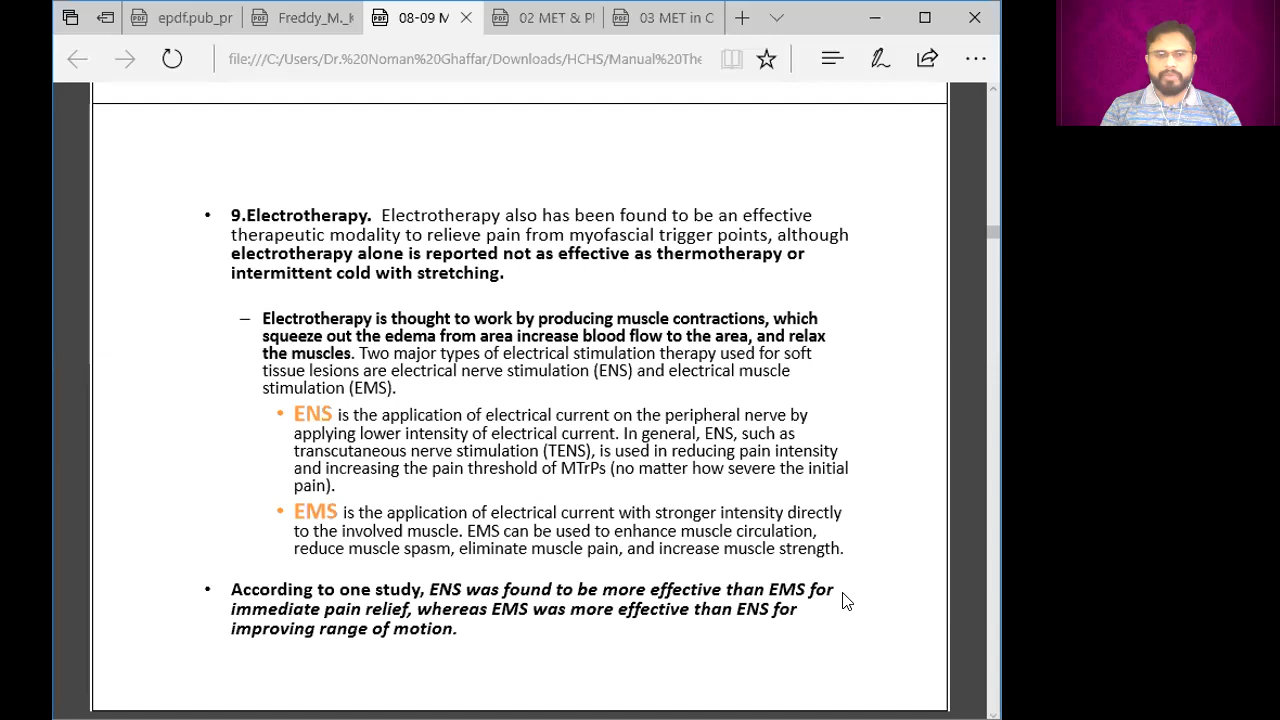 epdf.pub_pr
Freddy_M._K
08-09 M
02 MET & P
03 MET in C
file:///C:/Users/Dr.%20Noman%20Ghaffar/Downloads/HCHS/Manual%20The
• 9.Electrotherapy. Electrotherapy also has been found to be an effective
therapeutic modality to relieve pain from myofascial trigger points, although
electrotherapy alone is reported not as effective as thermotherapy or
intermittent cold with stretching.
– Electrotherapy is thought to work by producing muscle contractions, which
squeeze out the edema from area increase blood flow to the area, and relax
the muscles. Two major types of electrical stimulation therapy used for soft
tissue lesions are electrical nerve stimulation (ENS) and electrical muscle
stimulation (EMS).
• ENS is the application of electrical current on the peripheral nerve by
applying lower intensity of electrical current. In general, ENS, such as
transcutaneous nerve stimulation (TENS), is used in reducing pain intensity
and increasing the pain threshold of MTrPs (no matter how severe the initial
pain).
• EMS is the application of electrical current with stronger intensity directly
to the involved muscle. EMS can be used to enhance muscle circulation,
reduce muscle spasm, eliminate muscle pain, and increase muscle strength.
• According to one study, ENS was found to be more effective than EMS for
immediate pain relief, whereas EMS was more effective than ENS for
improving range of motion.